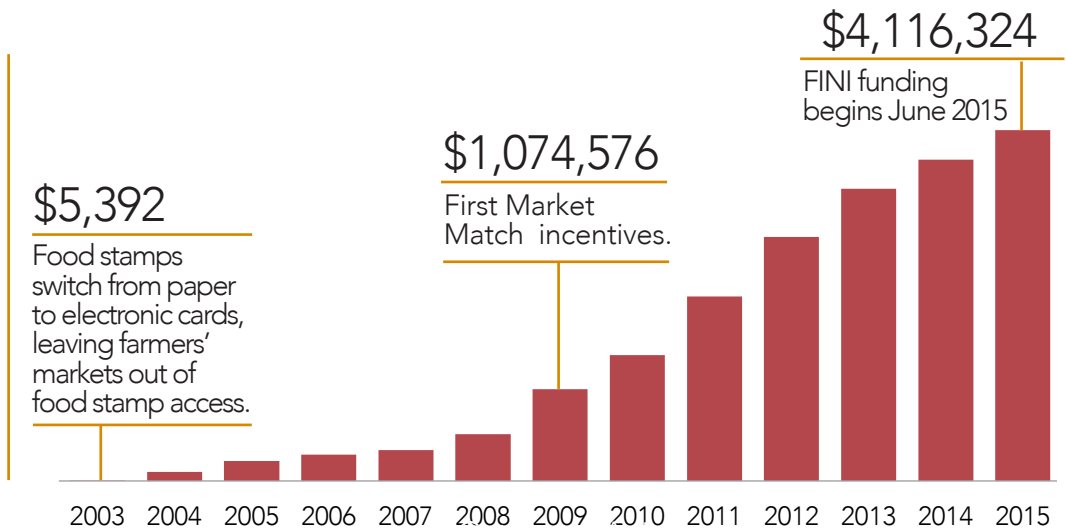 $4,116,324
FINI funding
begins June 2015
$1,074,576
First Market
Match incentives.
$5,392
Food stamps
switch from paper
to electronic cards,
leaving farmers’
markets out of
food stamp access.
2003 2004 2005 2006 2007 2008 2009 2010 2011 2012 2013 2014 2015